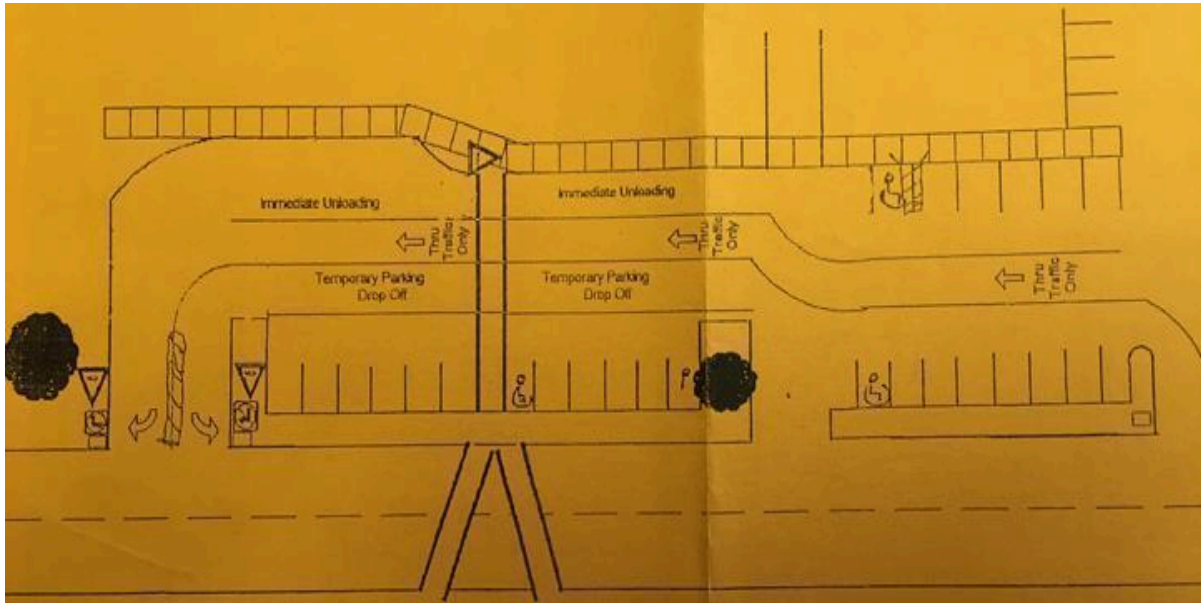 Immediate Unloading
Immediate Unloading
Thru
Traffic
Only
Thru
Traffic
Only
Temporary Parking
Drop Off
Temporary Parking
Drop Off
Thru
Traffic
Only